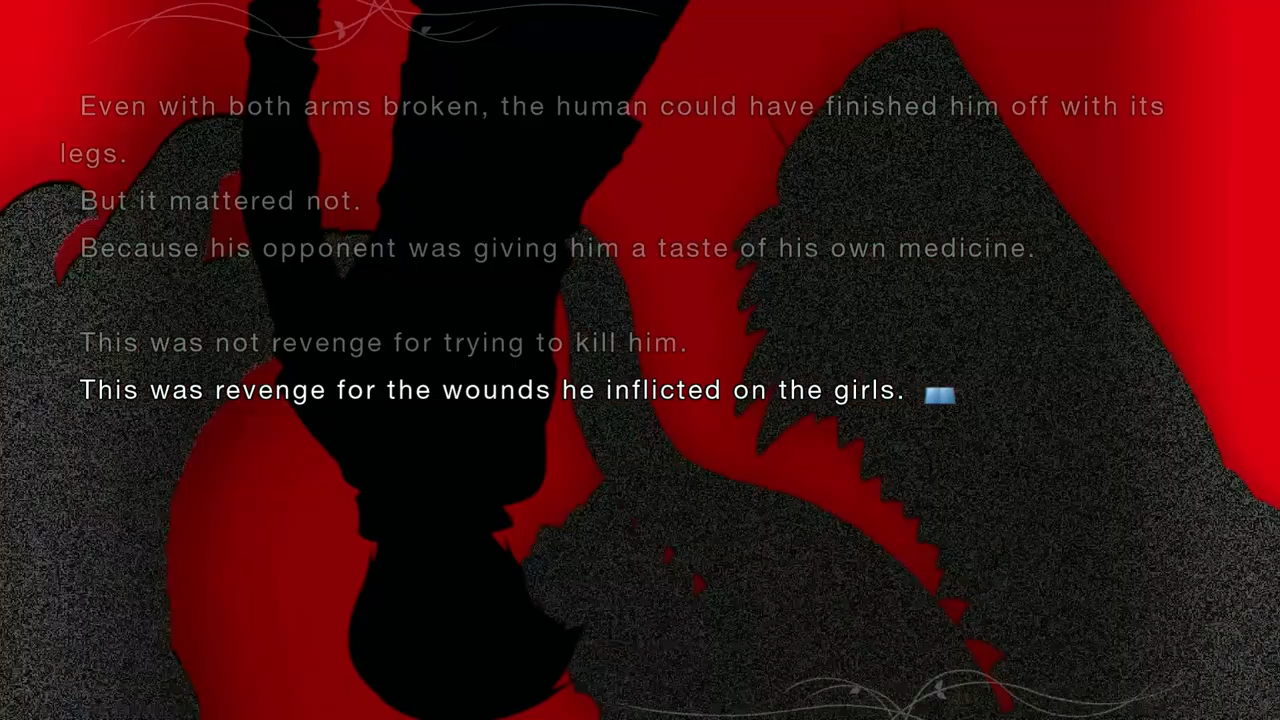 Even with both arms broken, the human could have finished him off with its
legs.
But it mattered not.
Because his opponent was giving him a taste of his own medicine.
This was not revenge for trying to kill him.
This was revenge for the wounds he inflicted on the girls.